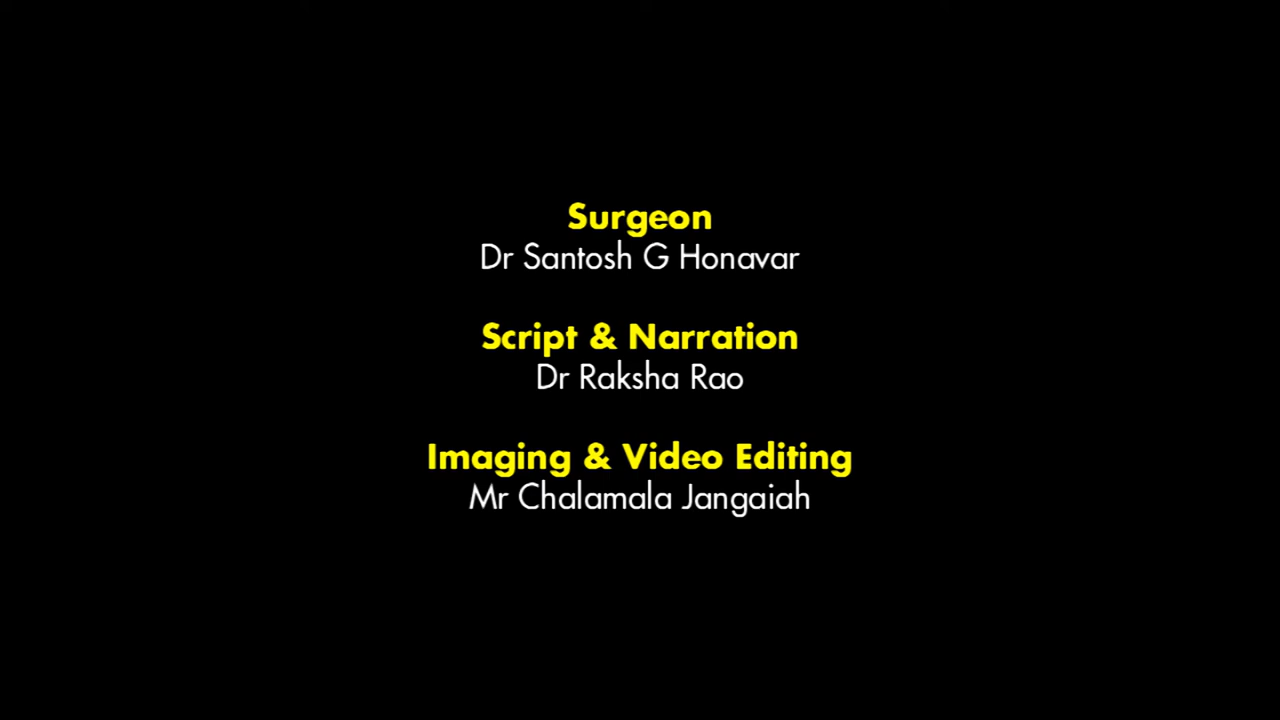 Surgeon
Dr Santosh G Honavar
Script & Narration
Dr Raksha Rao
Imaging & Video Editing
Mr Chalamala Jangaiah